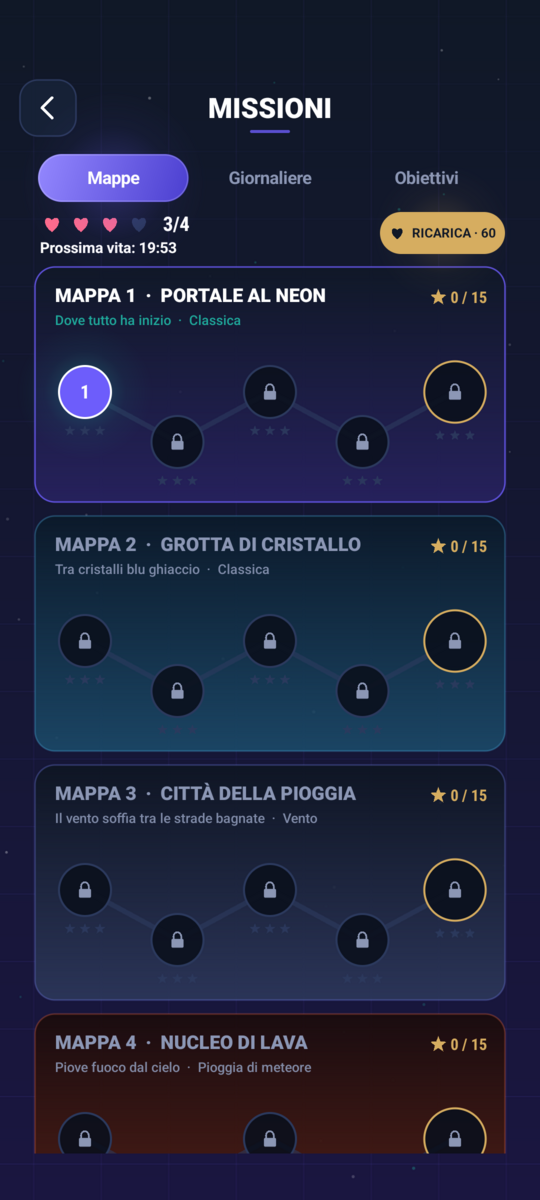 MISSIONI
Mappe
Giornaliere
Obiettivi
3/4
Prossima vita: 19:53
RICARICA · 60
MAPPA 1 · PORTALE AL NEON
0 / 15
Dove tutto ha inizio · Classica
1
MAPPA 2 · GROTTA DI CRISTALLO
0 / 15
Tra cristalli blu ghiaccio · Classica
MAPPA 3 · CITTÀ DELLA PIOGGIA
0 / 15
Il vento soffia tra le strade bagnate · Vento
MAPPA 4 · NUCLEO DI LAVA
0 / 15
Piove fuoco dal cielo · Pioggia di meteore